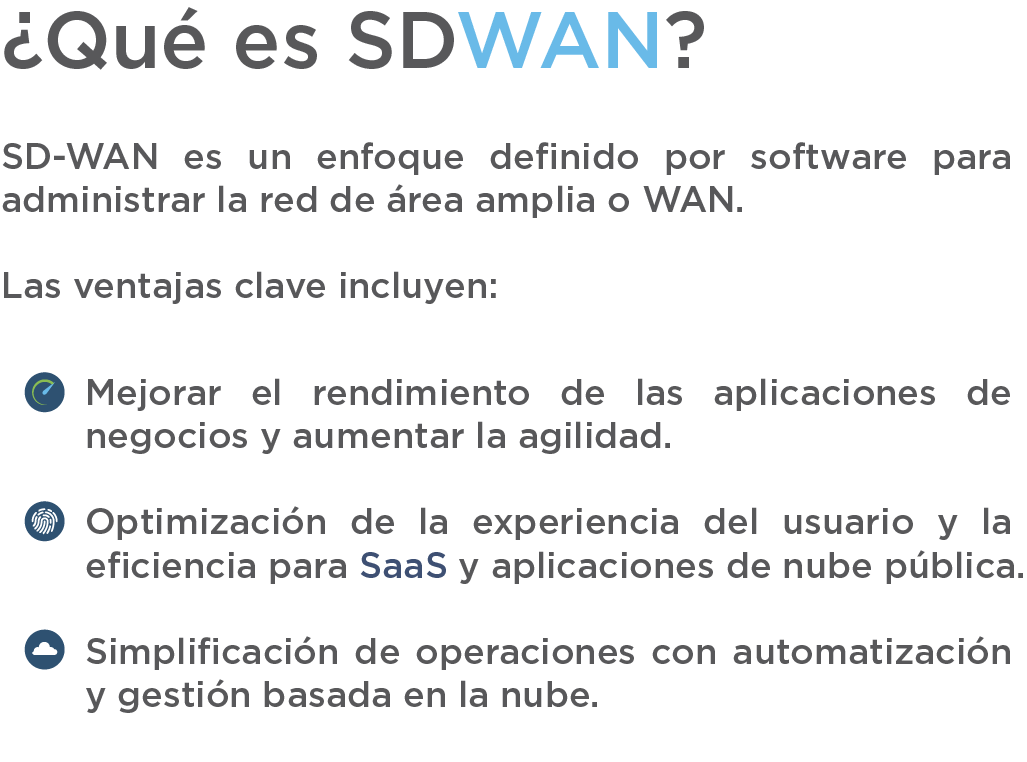 ¿Qué es SDWAN?
SD-WAN es un enfoque definido por software para
administrar la red de área amplia o WAN.
Las ventajas clave incluyen:
Mejorar el rendimiento de las aplicaciones de
negocios y aumentar la agilidad.
Optimización de la experiencia del usuario y la
eficiencia para SaaS y aplicaciones de nube pública.
Simplificación de operaciones con automatización
y gestión basada en la nube.